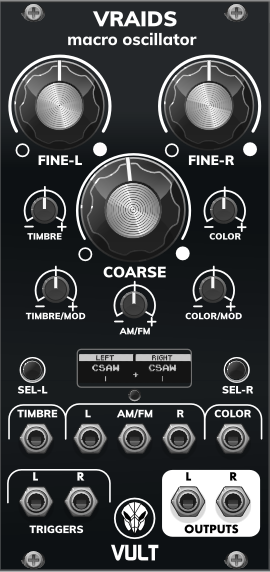 VRAIDS
macro oscillator
FINE-L FINE-R
TIMBRE COLOR
- + - +
COARSE
- + - +
TIMBRE/MOD COLOR/MOD
- +
AM/FM
LEFT RIGHT
CSAW CSAW
+
SEL-L SEL-R
TIMBRE L AM/FM R COLOR
L R L R
TRIGGERS OUTPUTS
VULT